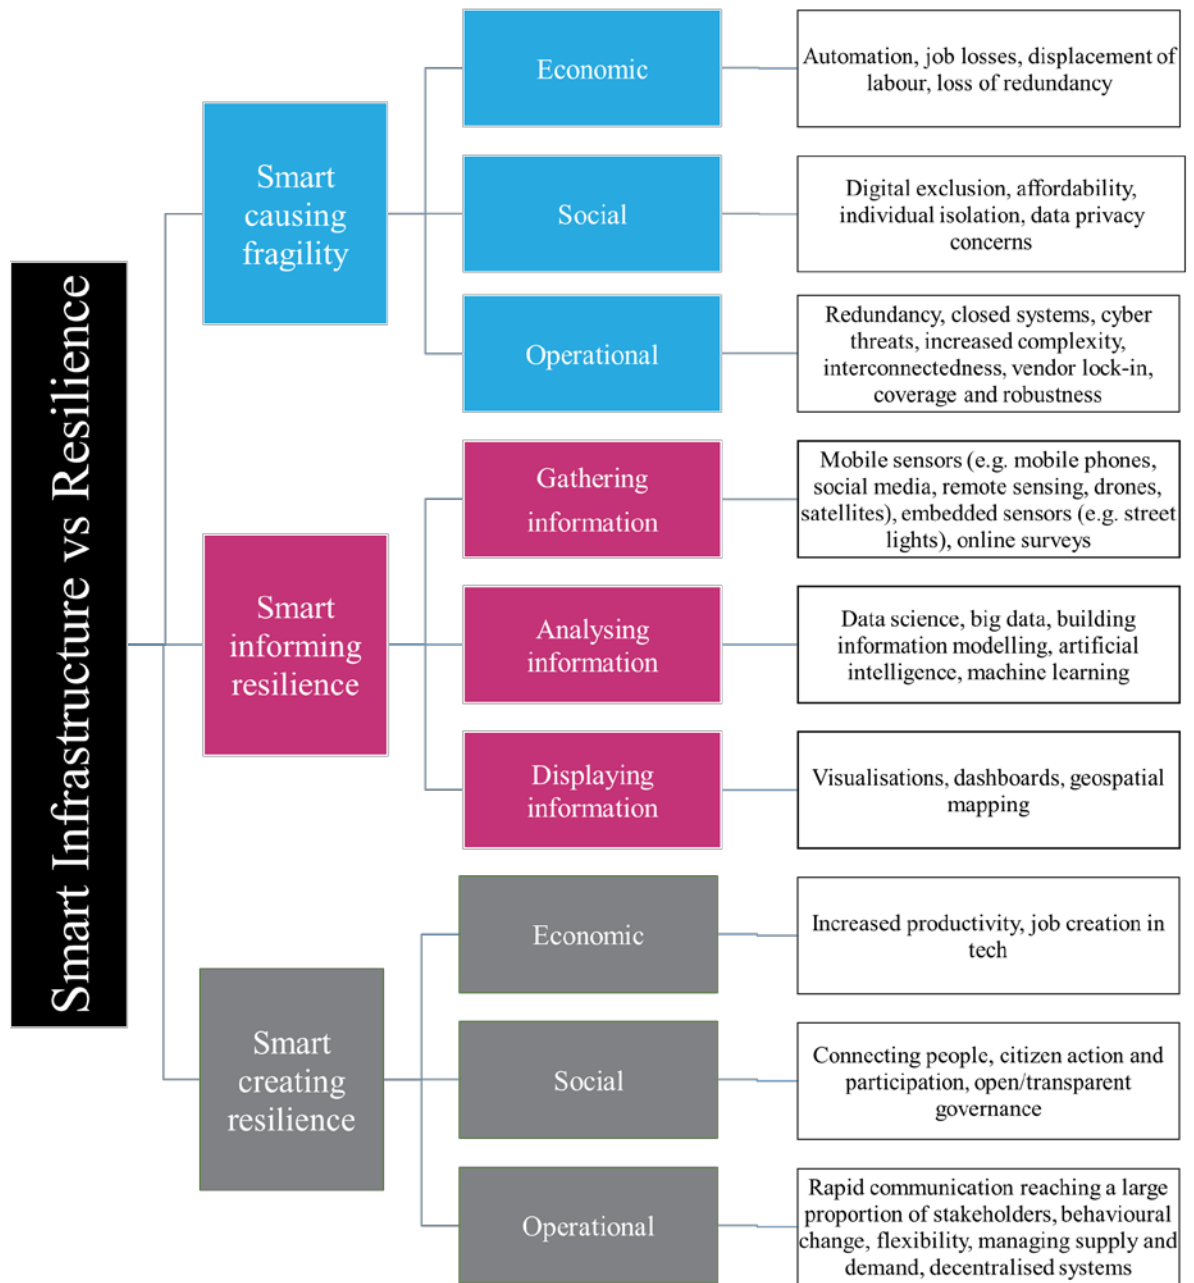 Smart Infrastructure vs Resilience
Smart
causing
fragility
Economic
Automation, job losses, displacement of
labour, loss of redundancy
Social
Digital exclusion, affordability,
individual isolation, data privacy
concerns
Operational
Redundancy, closed systems, cyber
threats, increased complexity,
interconnectedness, vendor lock-in,
coverage and robustness
Smart
informing
resilience
Gathering
information
Mobile sensors (e.g. mobile phones,
social media, remote sensing, drones,
satellites), embedded sensors (e.g. street
lights), online surveys
Analysing
information
Data science, big data, building
information modelling, artificial
intelligence, machine learning
Displaying
information
Visualisations, dashboards, geospatial
mapping
Smart
creating
resilience
Economic
Increased productivity, job creation in
tech
Social
Connecting people, citizen action and
participation, open/transparent
governance
Operational
Rapid communication reaching a large
proportion of stakeholders, behavioural
change, flexibility, managing supply and
demand, decentralised systems